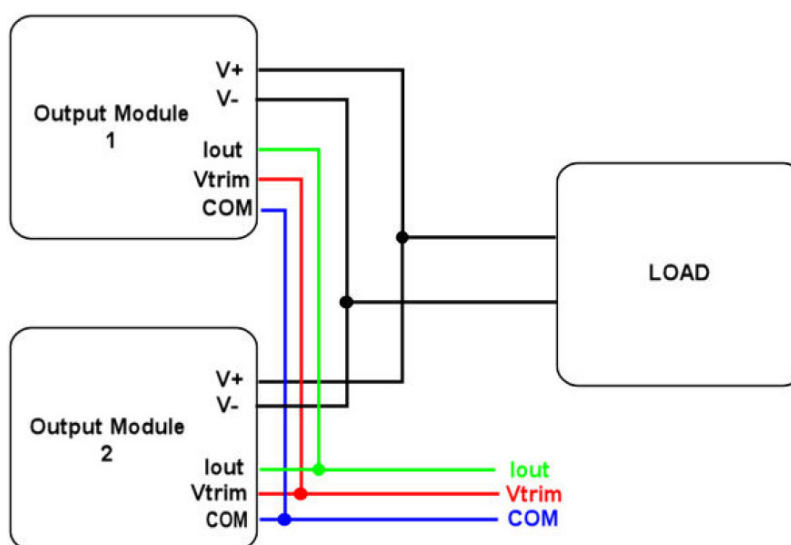 Output Module
1
V+
V-
Iout
Vtrim
COM
LOAD
Output Module
2
V+
V-
Iout
Vtrim
COM
Iout
Vtrim
COM